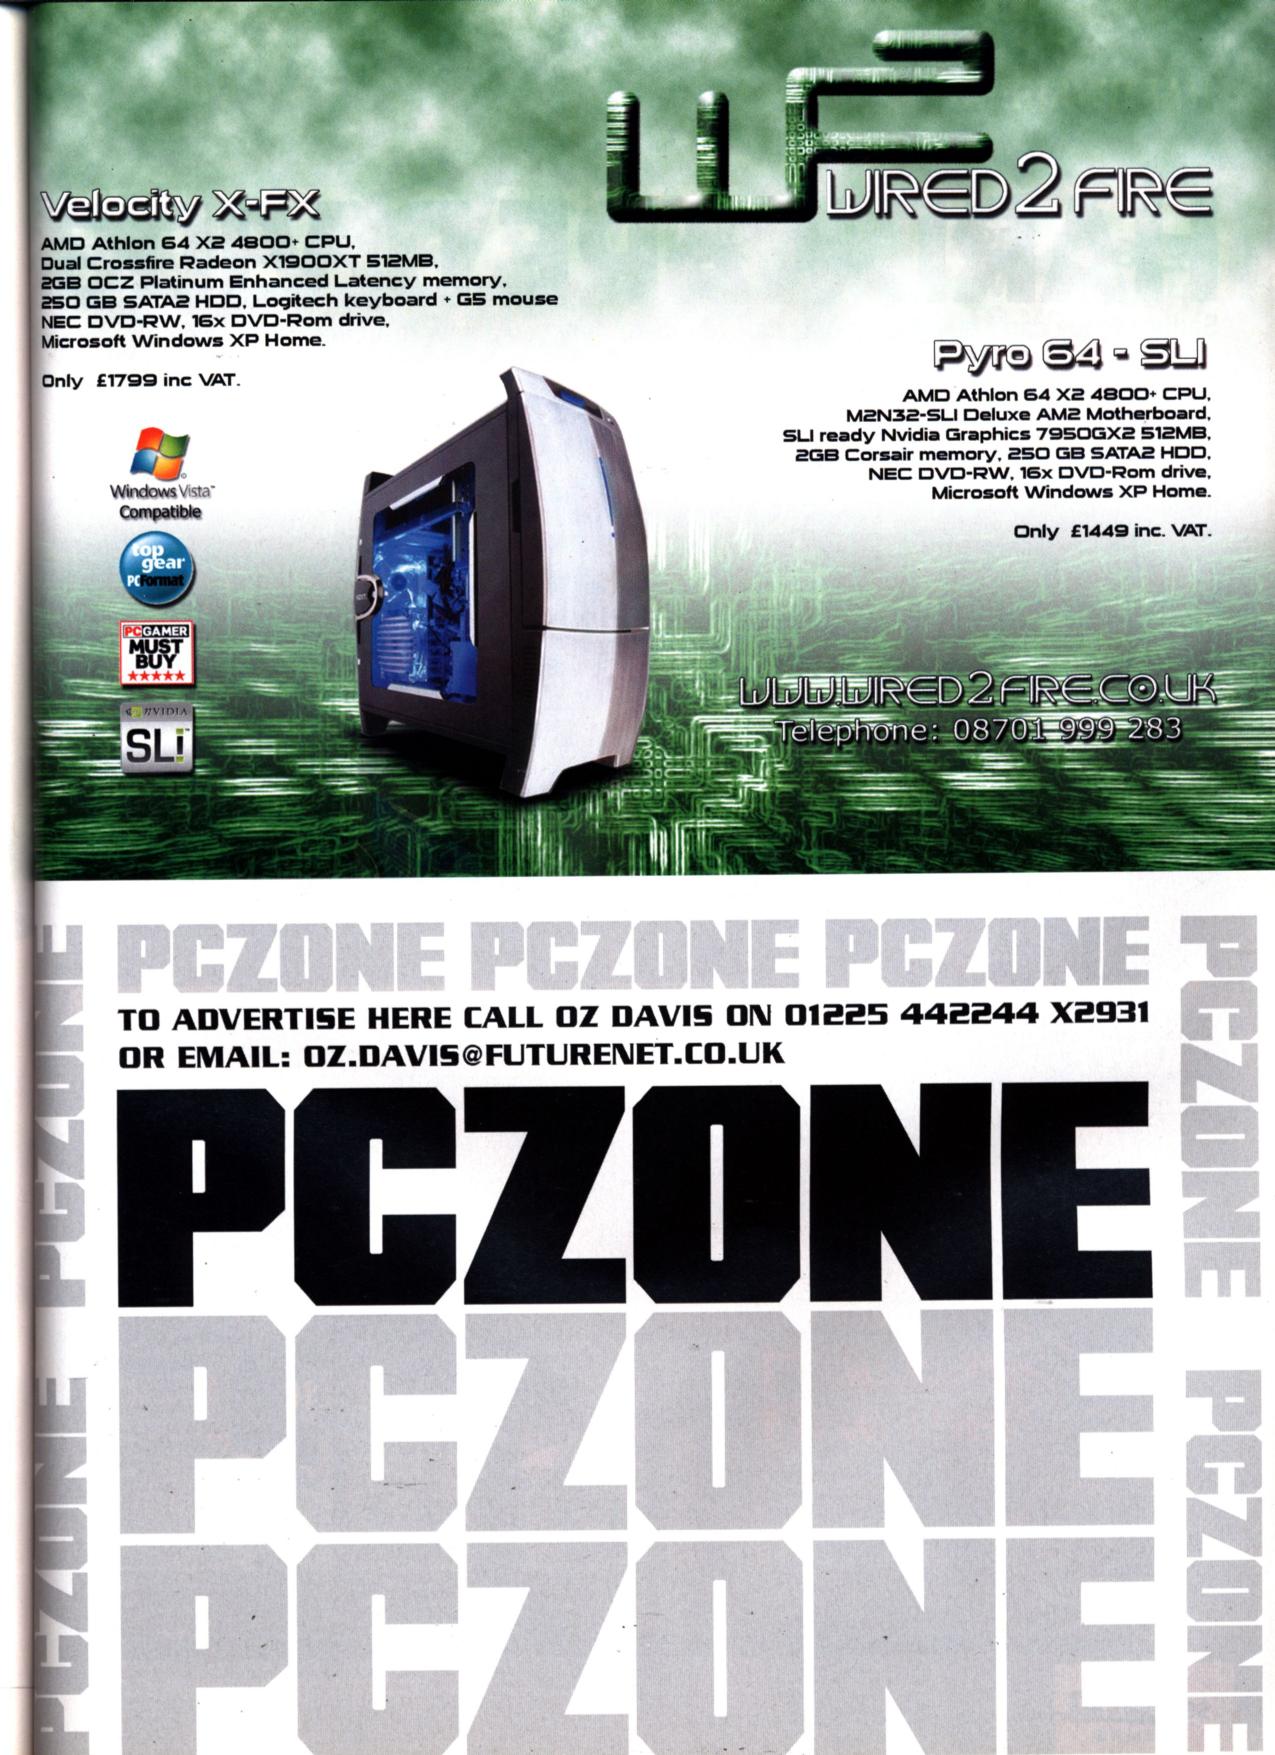 WF2
WIRED 2 FIRE
Velocity X-FX
AMD Athlon 64 X2 4800+ CPU,
Dual Crossfire Radeon X1900XT 512MB,
2GB OCZ Platinum Enhanced Latency memory,
250 GB SATA2 HDD, Logitech keyboard + G5 mouse
NEC DVD-RW, 16x DVD-Rom drive,
Microsoft Windows XP Home.
Only £1799 inc VAT.
Pyro 64 - SLI
AMD Athlon 64 X2 4800+ CPU,
M2N32-SLI Deluxe AM2 Motherboard,
SLI ready Nvidia Graphics 7950GX2 512MB,
2GB Corsair memory, 250 GB SATA2 HDD,
NEC DVD-RW, 16x DVD-Rom drive,
Microsoft Windows XP Home.
Only £1449 inc. VAT.
Windows Vista™
Compatible
top
gear
PCFormat
PCGAMER
MUST
BUY
NVIDIA
SLI
WWW.WIRED2FIRE.CO.UK
Telephone: 08701 999 283
PCZONE PCZONE PCZONE
TO ADVERTISE HERE CALL OZ DAVIS ON 01225 442244 X2931
OR EMAIL: OZ.DAVIS@FUTURENET.CO.UK
PCZONE
PCZONE
PCZONE
PCZONE
PCZONE
PCZONE
PCZONE